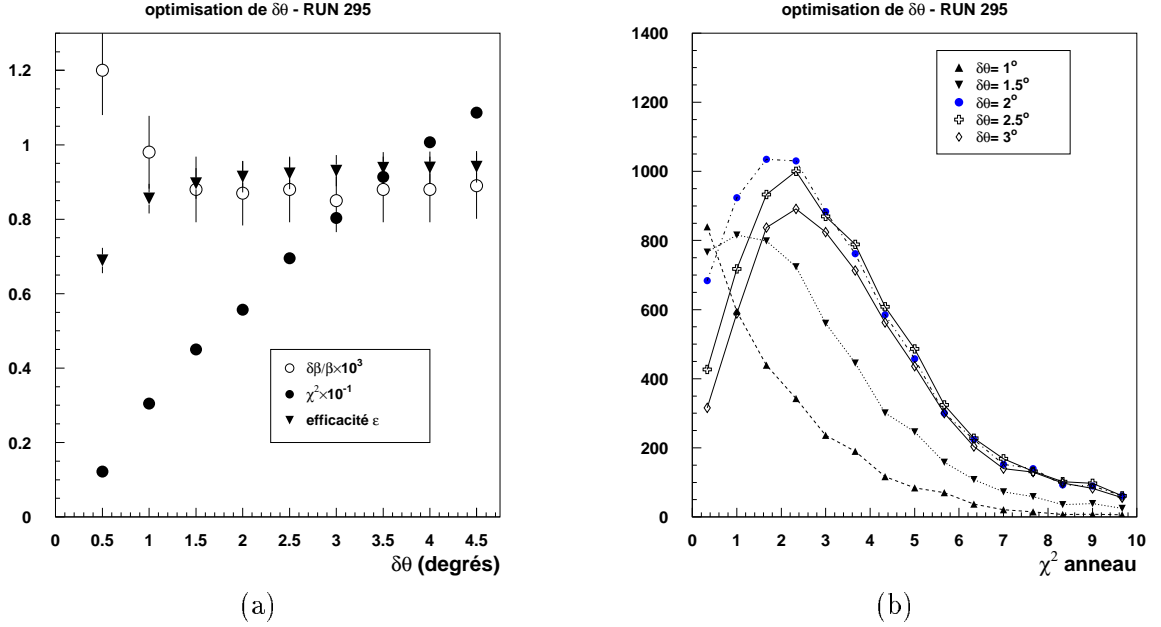 optimisation de δθ - RUN 295
1.2
1
0.8
0.6
0.4
0.2
0
0 0.5 1 1.5 2 2.5 3 3.5 4 4.5
δθ (degrés)
δβ/β×10³
χ²×10⁻¹
efficacité ε
(a)
optimisation de δθ - RUN 295
1400
1200
1000
800
600
400
200
0
0 1 2 3 4 5 6 7 8 9 10
χ² anneau
δθ= 1°
δθ= 1.5°
δθ= 2°
δθ= 2.5°
δθ= 3°
(b)